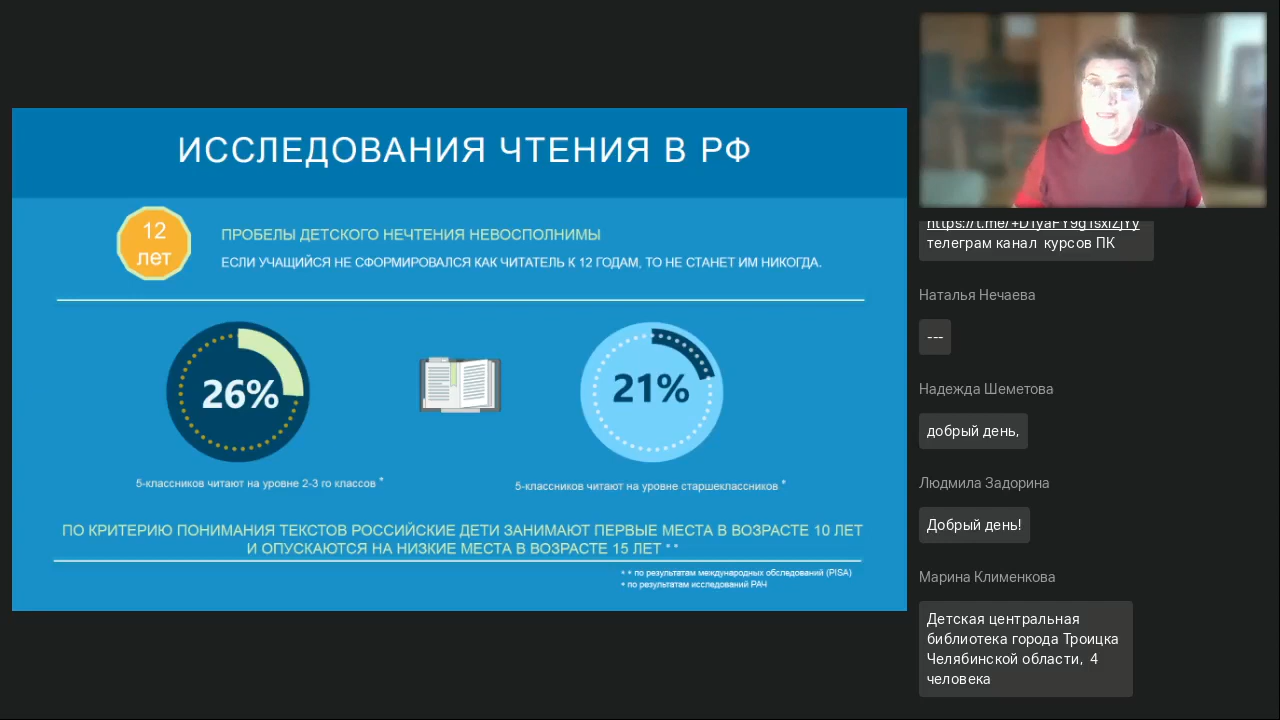 ИССЛЕДОВАНИЯ ЧТЕНИЯ В РФ
12
лет
ПРОБЕЛЫ ДЕТСКОГО НЕЧТЕНИЯ НЕВОСПОЛНИМЫ
ЕСЛИ УЧАЩИЙСЯ НЕ СФОРМИРОВАЛСЯ КАК ЧИТАТЕЛЬ К 12 ГОДАМ, ТО НЕ СТАНЕТ ИМ НИКОГДА.
26%
21%
5-классников читают на уровне 2-3 го классов *
5-классников читают на уровне старшеклассников *
ПО КРИТЕРИЮ ПОНИМАНИЯ ТЕКСТОВ РОССИЙСКИЕ ДЕТИ ЗАНИМАЮТ ПЕРВЫЕ МЕСТА В ВОЗРАСТЕ 10 ЛЕТ
И ОПУСКАЮТСЯ НА НИЗКИЕ МЕСТА В ВОЗРАСТЕ 15 ЛЕТ * *
* * по результатам международных обследований (PISA)
* по результатам исследований РАЧ
телеграм канал курсов ПК
Наталья Нечаева
---
Надежда Шеметова
добрый день,
Людмила Задорина
Добрый день!
Марина Клименкова
Детская центральная
библиотека города Троицка
Челябинской области, 4
человека